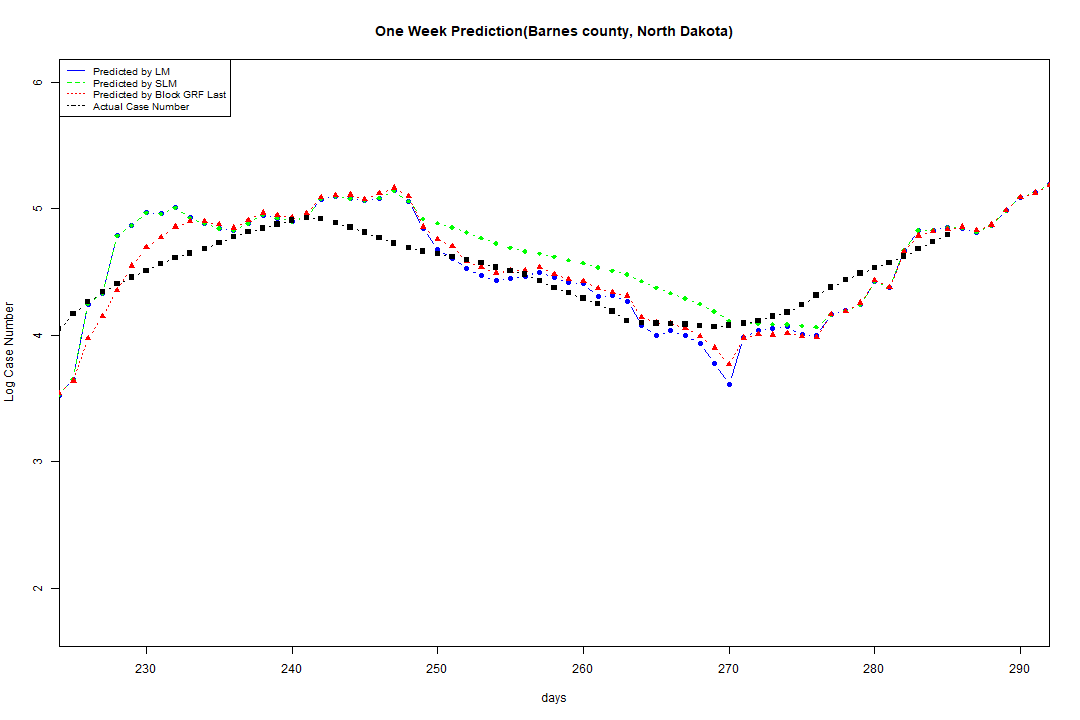 One Week Prediction(Barnes county, North Dakota)
Predicted by LM
Predicted by SLM
Predicted by Block GRF Last
Actual Case Number
6
5
4
3
2
Log Case Number
230 240 250 260 270 280 290
days